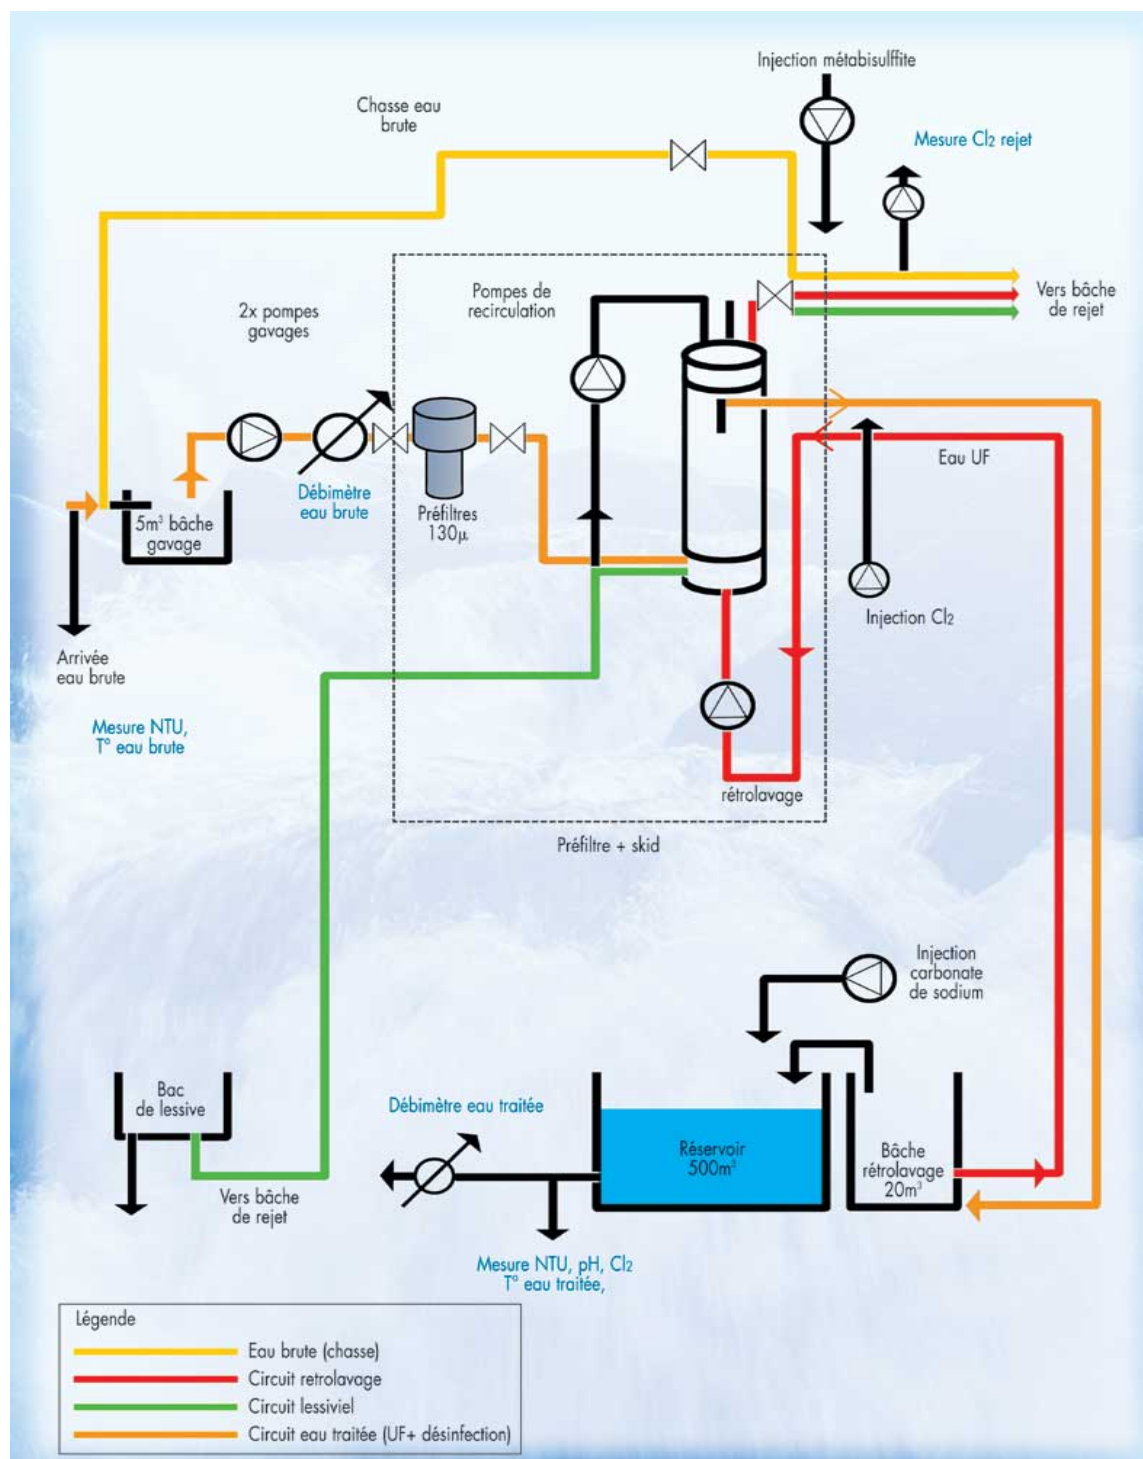 Injection métabisulffite
Chasse eau
brute
Mesure Cl2 rejet
Pompes de
recirculation
Vers bâche
de rejet
2x pompes
gavages
Eau UF
Débimètre
eau brute
Préfiltres
130µ
5m³ bâche
gavage
Injection Cl2
Arrivée
eau brute
Mesure NTU,
T° eau brute
rétrolavage
Préfiltre + skid
Injection
carbonate
de sodium
Bac
de lessive
Débimètre eau traitée
Réservoir
500m³
Bâche
rétrolavage
20m³
Vers bâche
de rejet
Mesure NTU, pH, Cl2
T° eau traitée,
Légende
Eau brute (chasse)
Circuit retrolavage
Circuit lessiviel
Circuit eau traitée (UF+ désinfection)